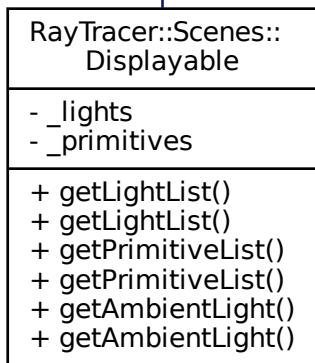 RayTracer::Scenes::
Displayable
- _lights
- _primitives
+ getLightList()
+ getLightList()
+ getPrimitiveList()
+ getPrimitiveList()
+ getAmbientLight()
+ getAmbientLight()